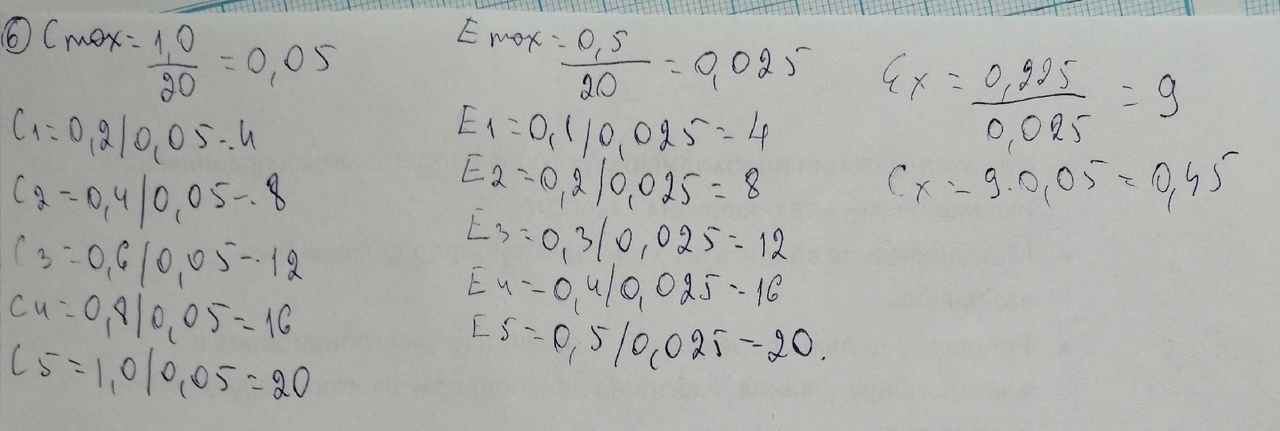 ⑥ Cmax = 1,0 / 20 = 0,05
C1 = 0,2 / 0,05 = 4
C2 = 0,4 / 0,05 = 8
C3 = 0,6 / 0,05 = 12
C4 = 0,8 / 0,05 = 16
C5 = 1,0 / 0,05 = 20
Emax = 0,5 / 20 = 0,025
E1 = 0,1 / 0,025 = 4
E2 = 0,2 / 0,025 = 8
E3 = 0,3 / 0,025 = 12
E4 = 0,4 / 0,025 = 16
E5 = 0,5 / 0,025 = 20.
Ex = 0,225 / 0,025 = 9
Cx = 9·0,05 = 0,45